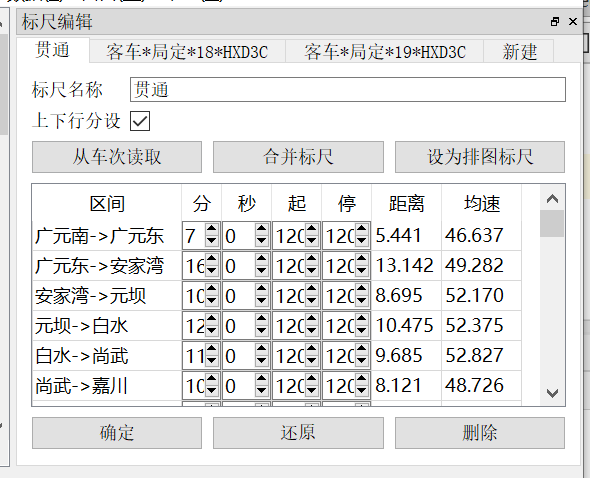 标尺编辑
贯通 客车*局定*18*HXD3C 客车*局定*19*HXD3C 新建
标尺名称 贯通
上下行分设
从车次读取 合并标尺 设为排图标尺
区间 分 秒 起 停 距离 均速
广元南->广元东 7 0 120 120 5.441 46.637
广元东->安家湾 16 0 120 120 13.142 49.282
安家湾->元坝 10 0 120 120 8.695 52.170
元坝->白水 12 0 120 120 10.475 52.375
白水->尚武 11 0 120 120 9.685 52.827
尚武->嘉川 10 0 120 120 8.121 48.726
确定 还原 删除